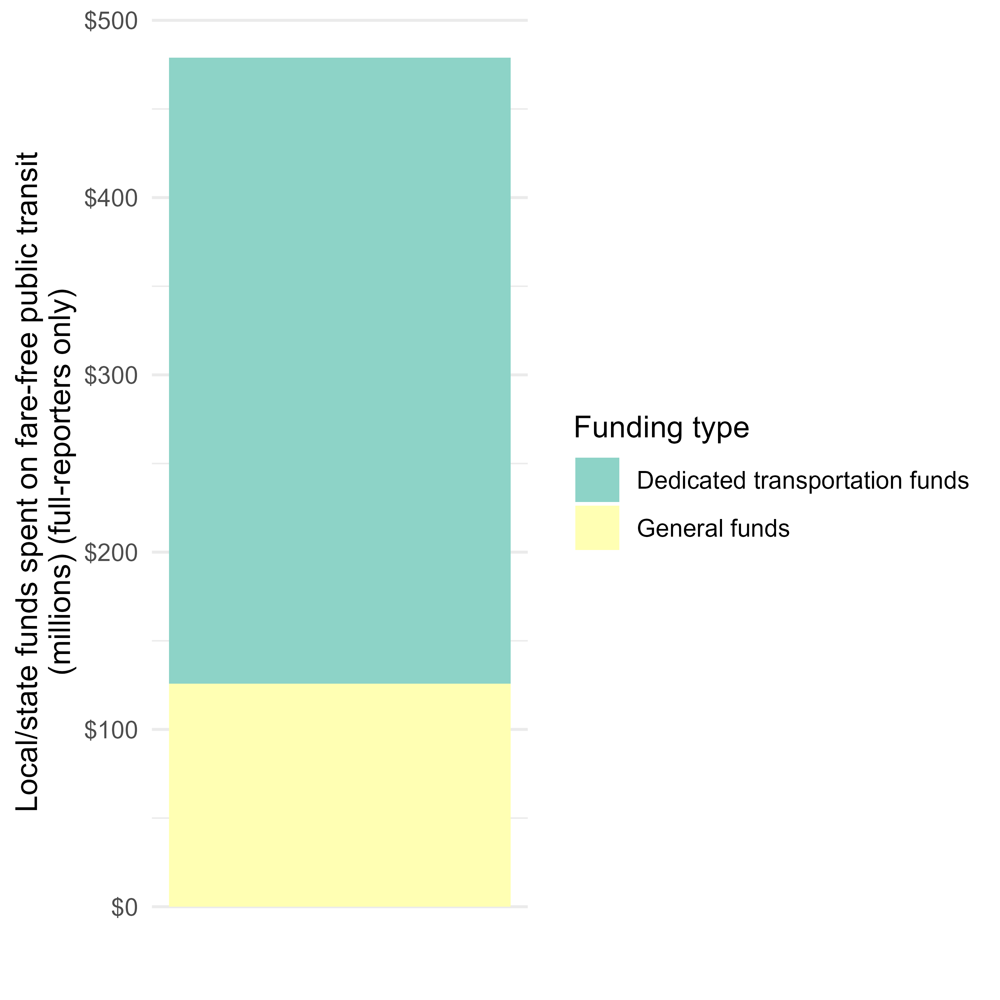 Local/state funds spent on fare-free public transit
(millions) (full-reporters only)
$500
$400
$300
$200
$100
$0
Funding type
Dedicated transportation funds
General funds